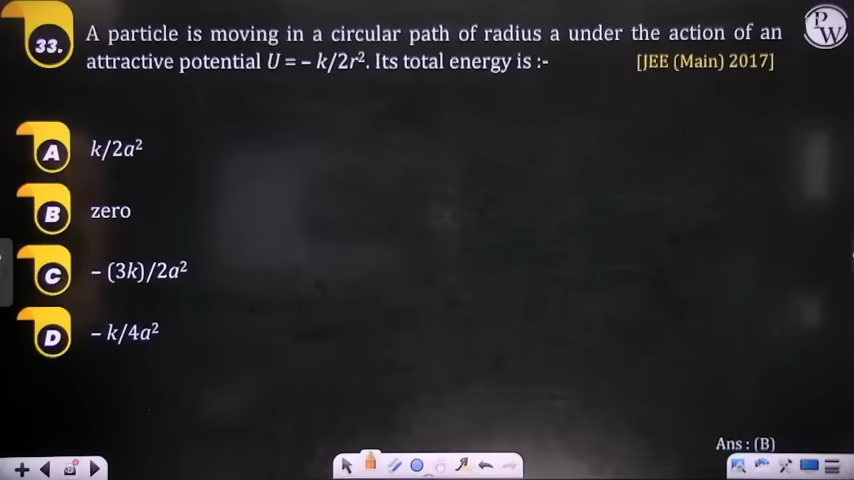 33.
A particle is moving in a circular path of radius a under the action of an
attractive potential U = – k/2r². Its total energy is :-
[JEE (Main) 2017]
PW
A k/2a²
B zero
C – (3k)/2a²
D – k/4a²
Ans : (B)